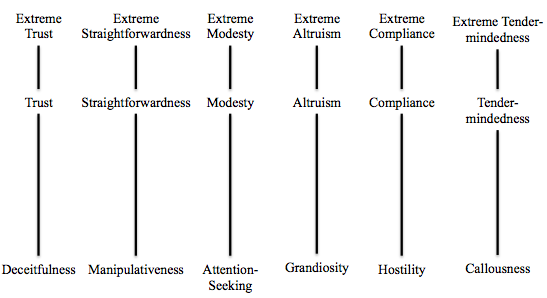 Extreme Trust
Extreme Straightforwardness
Extreme Modesty
Extreme Altruism
Extreme Compliance
Extreme Tender-
mindedness
Trust
Straightforwardness
Modesty
Altruism
Compliance
Tender-
mindedness
Deceitfulness
Manipulativeness
Attention-
Seeking
Grandiosity
Hostility
Callousness